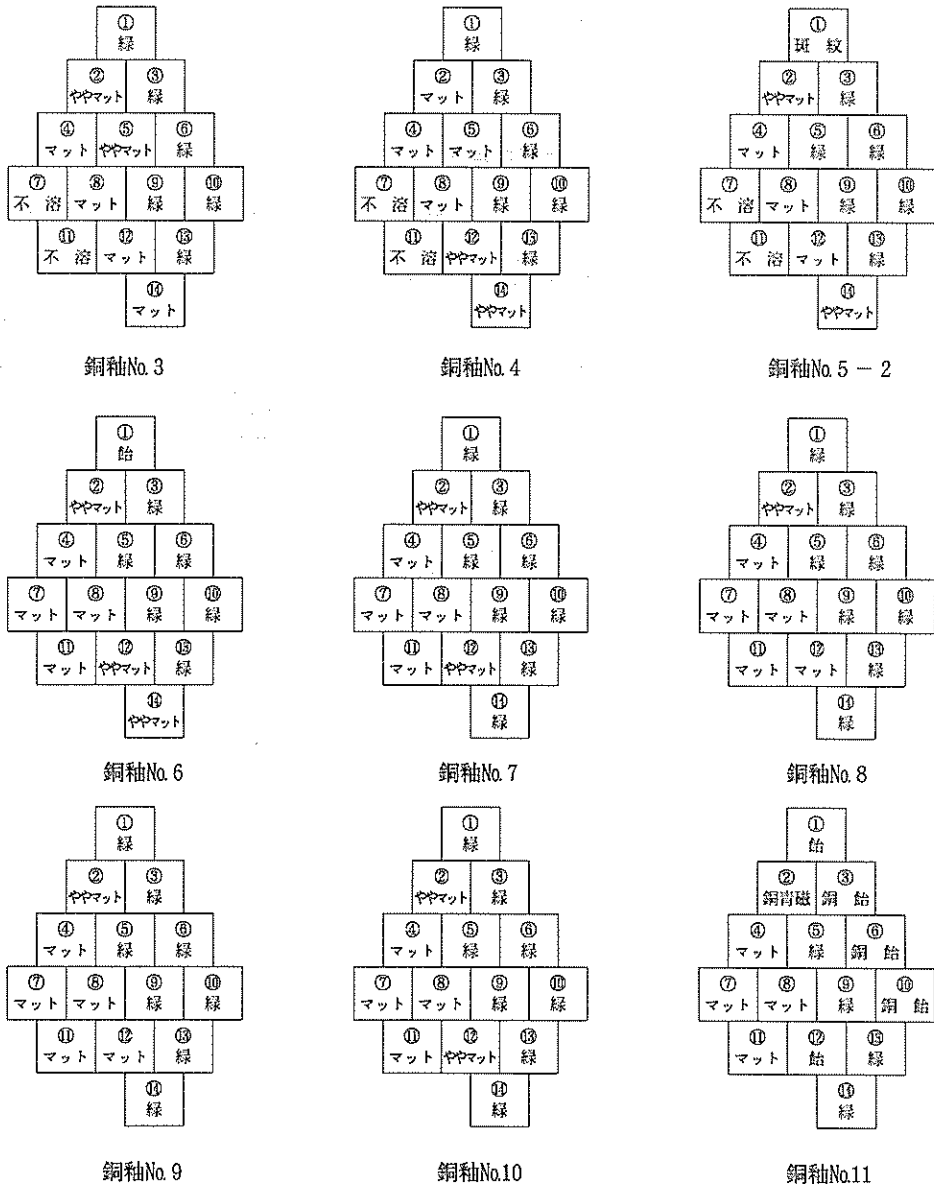 ① 緑
② ややマット ③ 緑
④ マット ⑤ ややマット ⑥ 緑
⑦ 不溶 ⑧ マット ⑨ 緑 ⑩ 緑
⑪ 不溶 ⑫ マット ⑬ 緑
⑭ マット
銅釉No.3
① 緑
② マット ③ 緑
④ マット ⑤ マット ⑥ 緑
⑦ 不溶 ⑧ マット ⑨ 緑 ⑩ 緑
⑪ 不溶 ⑫ ややマット ⑬ 緑
⑭ ややマット
銅釉No.4
① 斑紋
② ややマット ③ 緑
④ マット ⑤ 緑 ⑥ 緑
⑦ 不溶 ⑧ マット ⑨ 緑 ⑩ 緑
⑪ 不溶 ⑫ マット ⑬ 緑
⑭ ややマット
銅釉No.5－2
① 飴
② ややマット ③ 緑
④ マット ⑤ 緑 ⑥ 緑
⑦ マット ⑧ マット ⑨ 緑 ⑩ 緑
⑪ マット ⑫ ややマット ⑬ 緑
⑭ ややマット
銅釉No.6
① 緑
② ややマット ③ 緑
④ マット ⑤ 緑 ⑥ 緑
⑦ マット ⑧ マット ⑨ 緑 ⑩ 緑
⑪ マット ⑫ ややマット ⑬ 緑
⑭ 緑
銅釉No.7
① 緑
② ややマット ③ 緑
④ マット ⑤ 緑 ⑥ 緑
⑦ マット ⑧ マット ⑨ 緑 ⑩ 緑
⑪ マット ⑫ マット ⑬ 緑
⑭ 緑
銅釉No.8
① 緑
② ややマット ③ 緑
④ マット ⑤ 緑 ⑥ 緑
⑦ マット ⑧ マット ⑨ 緑 ⑩ 緑
⑪ マット ⑫ マット ⑬ 緑
⑭ 緑
銅釉No.9
① 緑
② ややマット ③ 緑
④ マット ⑤ 緑 ⑥ 緑
⑦ マット ⑧ マット ⑨ 緑 ⑩ 緑
⑪ マット ⑫ ややマット ⑬ 緑
⑭ 緑
銅釉No.10
① 飴
② 銅青磁 ③ 銅飴
④ マット ⑤ 緑 ⑥ 銅飴
⑦ マット ⑧ マット ⑨ 緑 ⑩ 銅飴
⑪ マット ⑫ 飴 ⑬ 緑
⑭ 緑
銅釉No.11